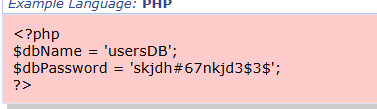 Example Language: PHP
<?php
$dbName = 'usersDB';
$dbPassword = 'skjdh#67nkjd3$3$';
?>